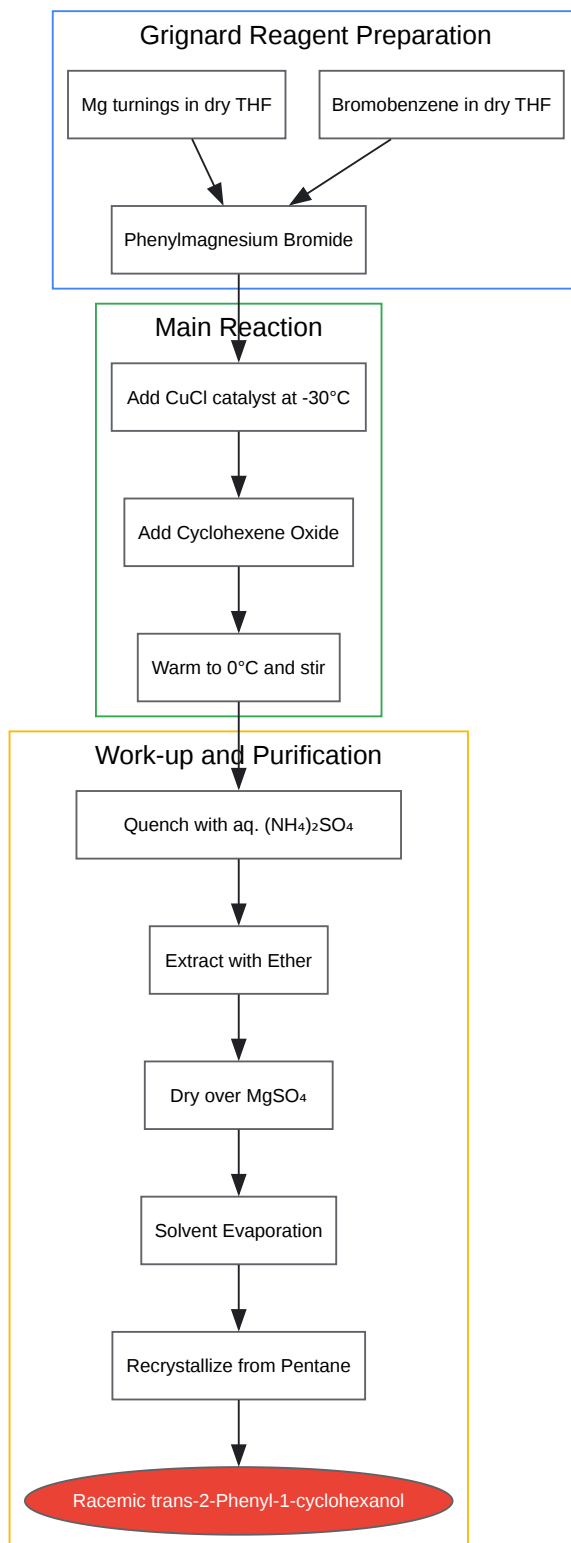 Grignard Reagent Preparation
Mg turnings in dry THF
Bromobenzene in dry THF
Phenylmagnesium Bromide
Main Reaction
Add CuCl catalyst at -30°C
Add Cyclohexene Oxide
Warm to 0°C and stir
Work-up and Purification
Quench with aq. (NH₄)₂SO₄
Extract with Ether
Dry over MgSO₄
Solvent Evaporation
Recrystallize from Pentane
Racemic trans-2-Phenyl-1-cyclohexanol